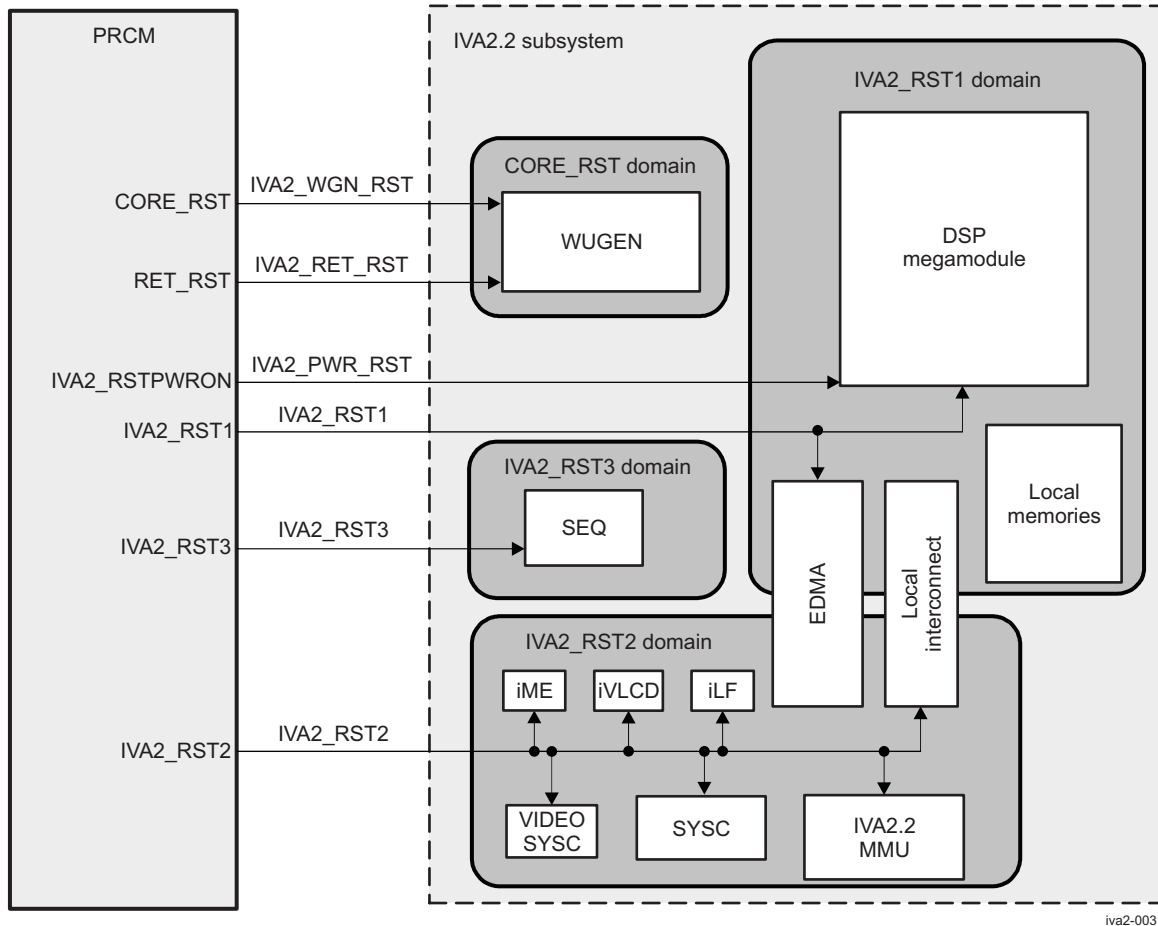 PRCM
IVA2.2 subsystem
IVA2_RST1 domain
DSP
megamodule
CORE_RST domain
WUGEN
CORE_RST
IVA2_WGN_RST
RET_RST
IVA2_RET_RST
IVA2_RSTPWRON
IVA2_PWR_RST
IVA2_RST1
IVA2_RST1
IVA2_RST3 domain
SEQ
Local
memories
IVA2_RST3
IVA2_RST3
EDMA
Local
interconnect
IVA2_RST2 domain
iME
iVLCD
iLF
IVA2_RST2
IVA2_RST2
VIDEO
SYSC
SYSC
IVA2.2
MMU
iva2-003